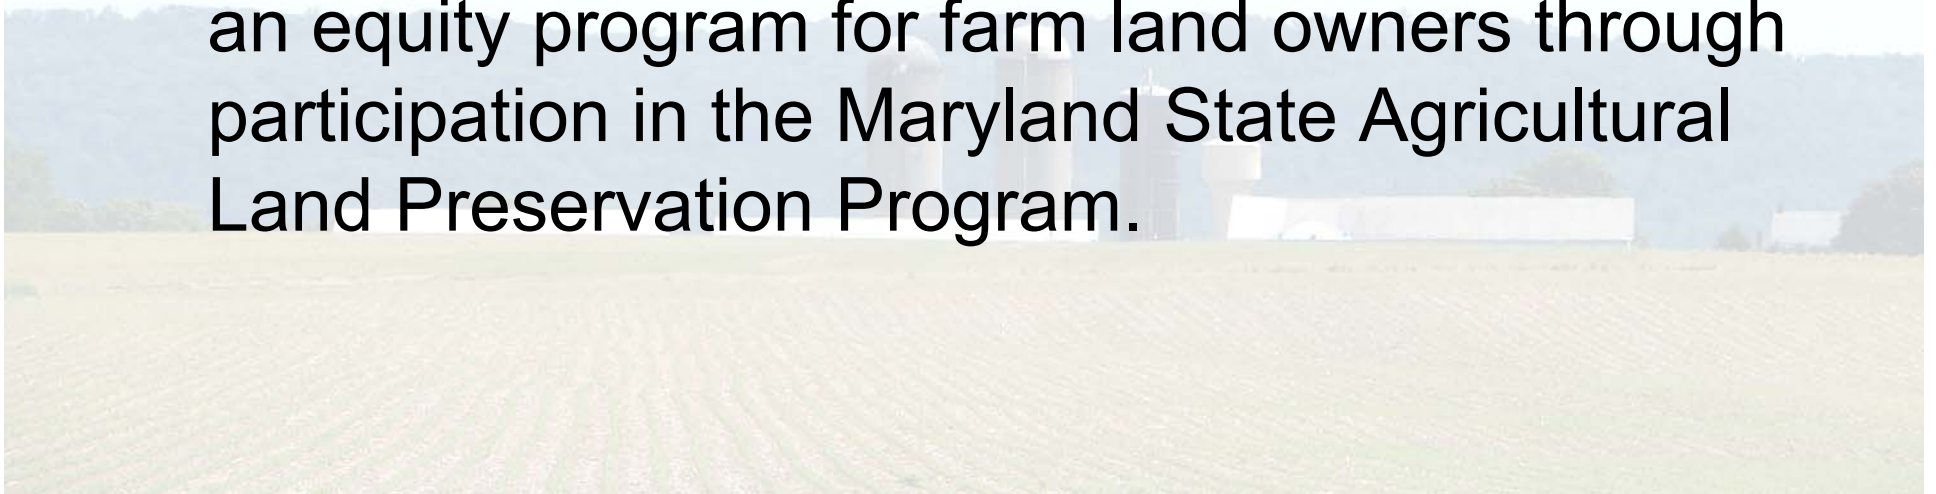 an equity program for farm land owners through
participation in the Maryland State Agricultural
Land Preservation Program.